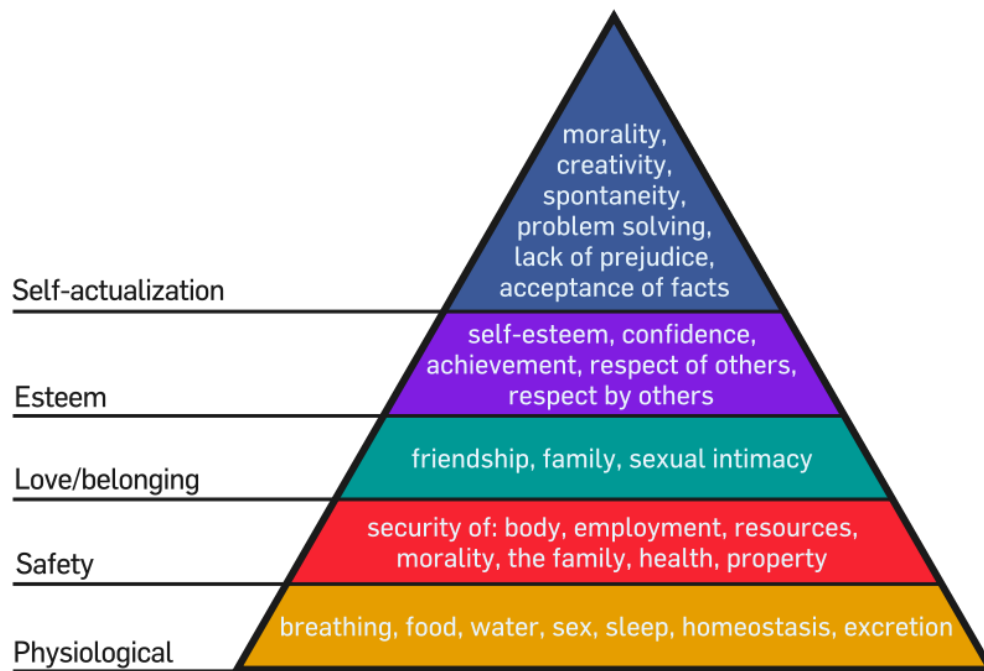 morality,
creativity,
spontaneity,
problem solving,
lack of prejudice,
acceptance of facts
Self-actualization
self-esteem, confidence,
achievement, respect of others,
respect by others
Esteem
friendship, family, sexual intimacy
Love/belonging
security of: body, employment, resources,
morality, the family, health, property
Safety
breathing, food, water, sex, sleep, homeostasis, excretion
Physiological